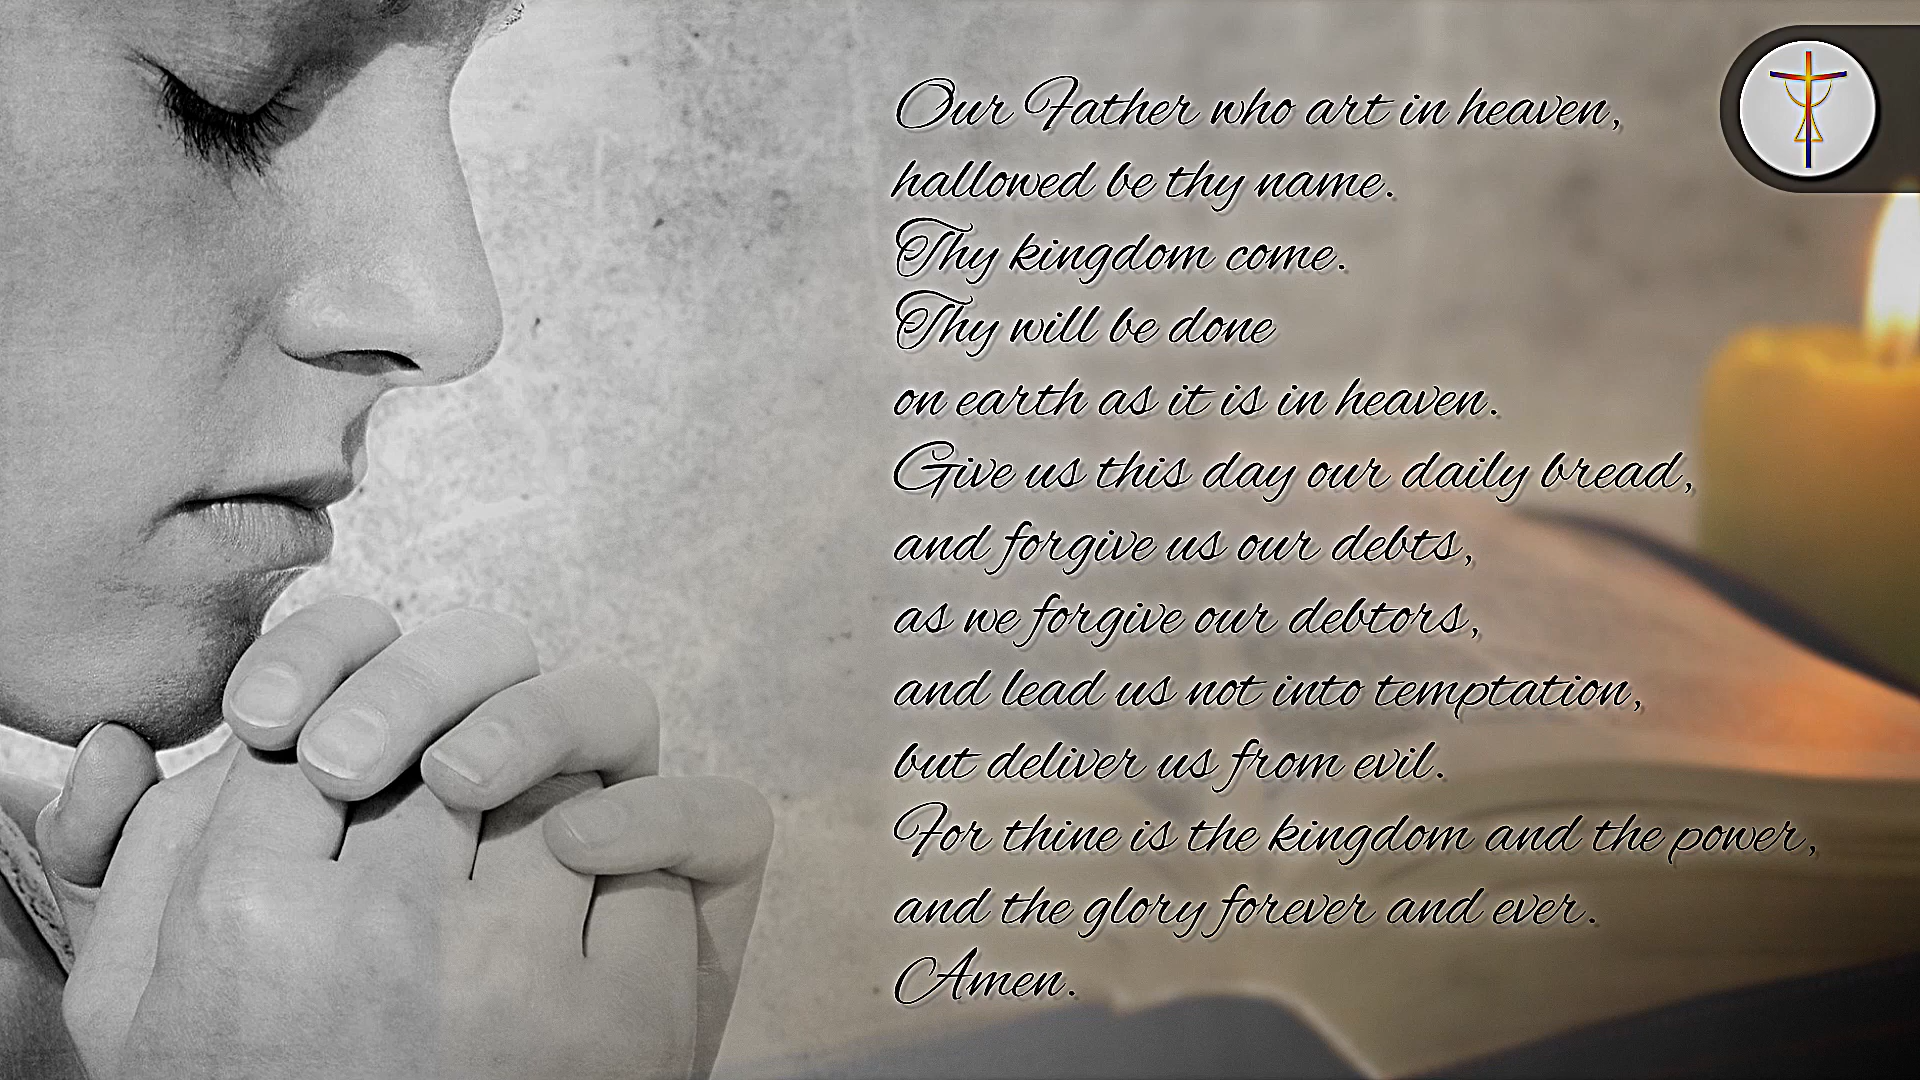 Our Father who art in heaven,
hallowed be thy name.
Thy kingdom come.
Thy will be done
on earth as it is in heaven.
Give us this day our daily bread,
and forgive us our debts,
as we forgive our debtors,
and lead us not into temptation,
but deliver us from evil.
For thine is the kingdom and the power,
and the glory forever and ever.
Amen.